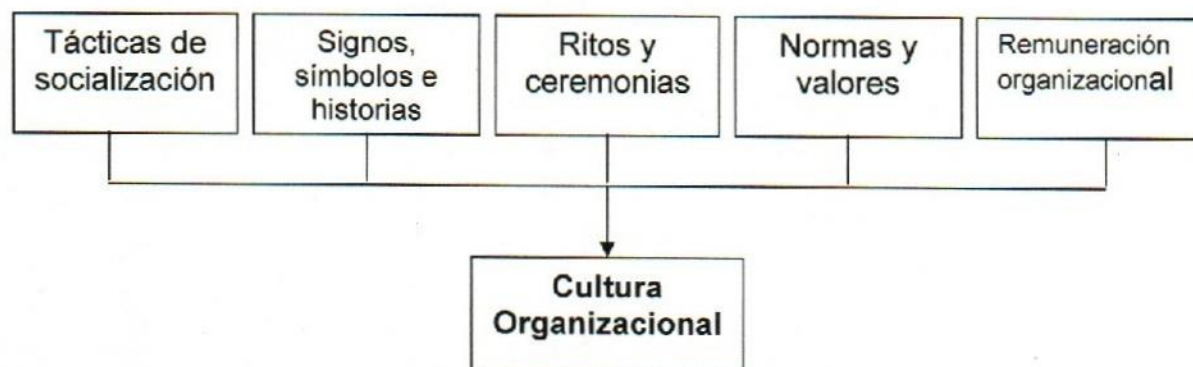 Tácticas de
socialización
Signos,
símbolos e
historias
Ritos y
ceremonias
Normas y
valores
Remuneración
organizacional
Cultura
Organizacional